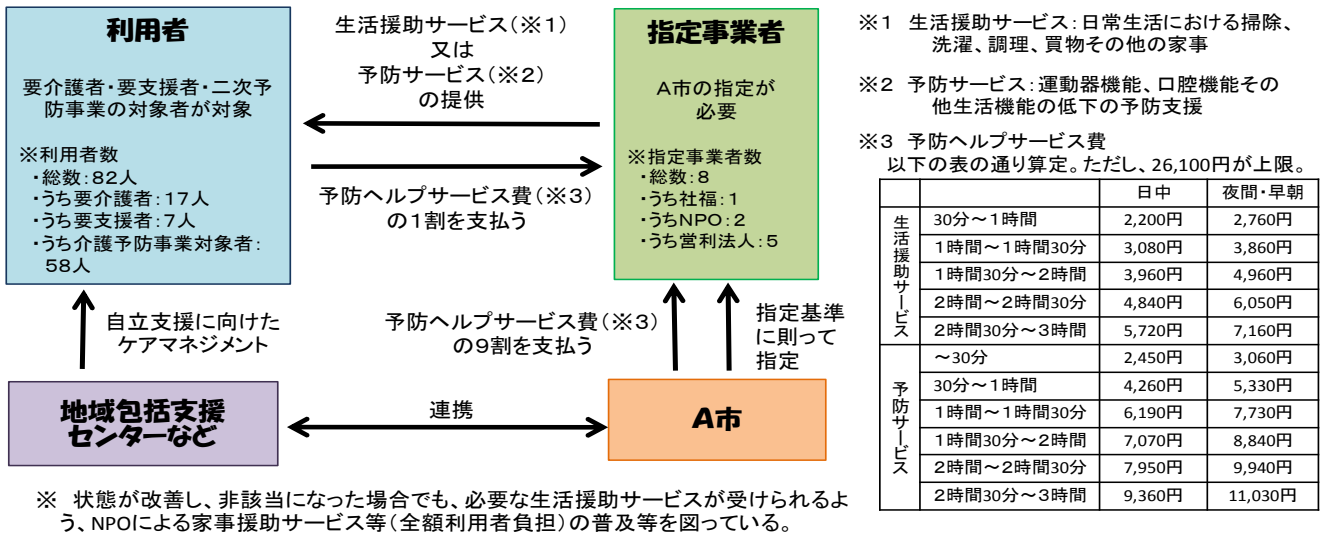 利用者
要介護者・要支援者・二次予
防事業の対象者が対象
※利用者数
・総数:82人
・うち要介護者:17人
・うち要支援者:7人
・うち介護予防事業対象者:
58人
生活援助サービス(※1)
又は
予防サービス(※2)
の提供
予防ヘルプサービス費(※3)
の1割を支払う
指定事業者
A市の指定が
必要
※指定事業者数
・総数:8
・うち社福:1
・うちNPO:2
・うち営利法人:5
自立支援に向けた
ケアマネジメント
予防ヘルプサービス費(※3)
の9割を支払う
指定基準
に則って
指定
地域包括支援
センターなど
連携
A市
※ 状態が改善し、非該当になった場合でも、必要な生活援助サービスが受けられるよ
う、NPOによる家事援助サービス等(全額利用者負担)の普及等を図っている。
※1 生活援助サービス:日常生活における掃除、
洗濯、調理、買物その他の家事
※2 予防サービス:運動器機能、口腔機能その
他生活機能の低下の予防支援
※3 予防ヘルプサービス費
以下の表の通り算定。ただし、26,100円が上限。
日中 夜間・早朝
生活援助サービス
30分~1時間 2,200円 2,760円
1時間~1時間30分 3,080円 3,860円
1時間30分~2時間 3,960円 4,960円
2時間~2時間30分 4,840円 6,050円
2時間30分~3時間 5,720円 7,160円
予防サービス
~30分 2,450円 3,060円
30分~1時間 4,260円 5,330円
1時間~1時間30分 6,190円 7,730円
1時間30分~2時間 7,070円 8,840円
2時間~2時間30分 7,950円 9,940円
2時間30分~3時間 9,360円 11,030円